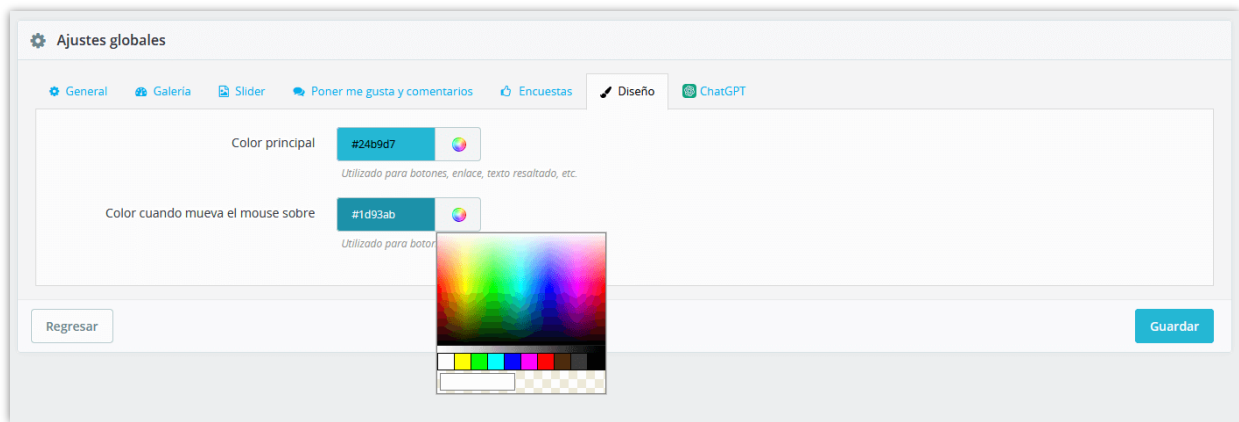 Ajustes globales
General Galería Slider Poner me gusta y comentarios Encuestas Diseño ChatGPT
Color principal #24b9d7
Utilizado para botones, enlace, texto resaltado, etc.
Color cuando mueva el mouse sobre #1d93ab
Utilizado para
Regresar Guardar